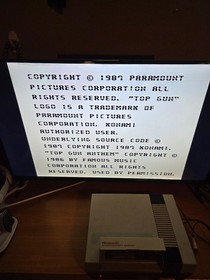 COPYRIGHT © 1987 PARAMOUNT
PICTURES CORPORATION ALL
RIGHTS RESERVED. "TOP GUN"
LOGO IS A TRADEMARK OF
PARAMOUNT PICTURES
CORPORATION. KONAMI
AUTHORIZED USER.
UNDERLYING SOURCE CODE ©
1987 COPYRIGHT 1987 KONAMI.
"TOP GUN ANTHEM" COPYRIGHT ©
1986 BY FAMOUS MUSIC
CORPORATION ALL RIGHTS
RESERVED. USED BY PERMISSION.